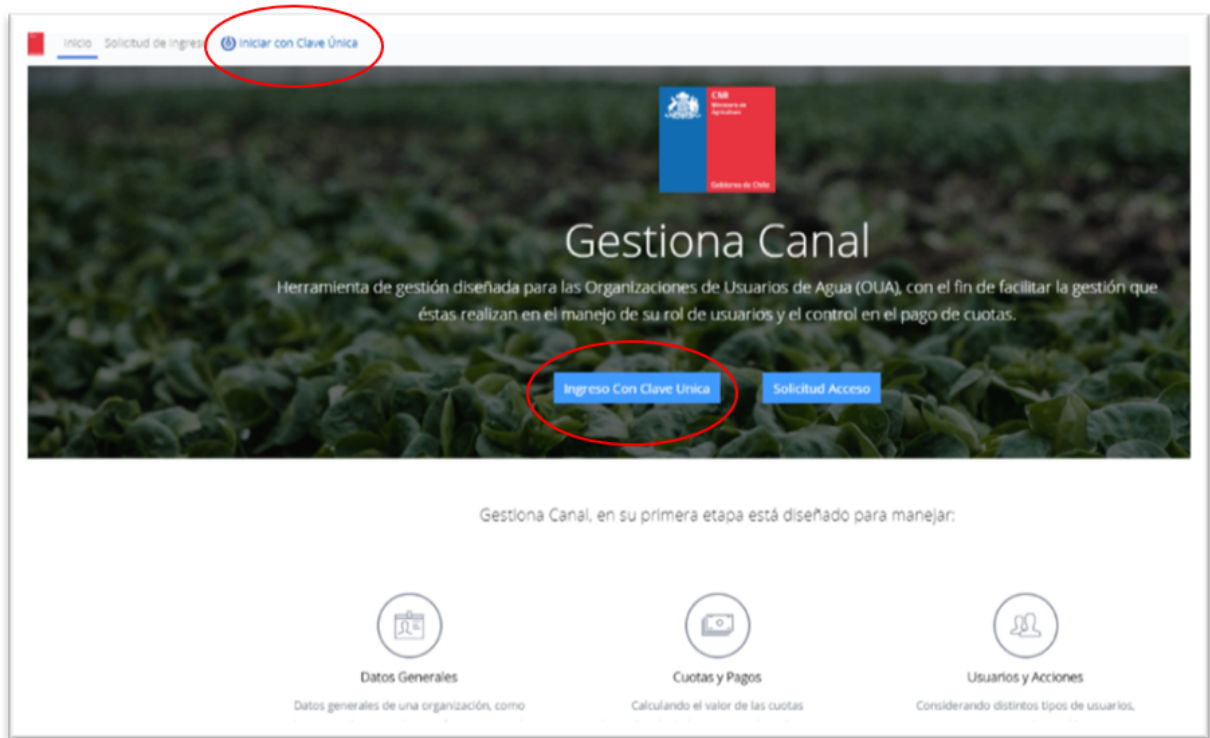 Inicio Solicitud de Ingreso Iniciar con Clave Única
CNR
Ministerio de
Agricultura
Gobierno de Chile
Gestiona Canal
Herramienta de gestión diseñada para las Organizaciones de Usuarios de Agua (OUA), con el fin de facilitar la gestión que
éstas realizan en el manejo de su rol de usuarios y el control en el pago de cuotas.
Ingreso Con Clave Unica Solicitud Acceso
Gestiona Canal, en su primera etapa está diseñado para manejar:
Datos Generales Cuotas y Pagos Usuarios y Acciones
Datos generales de una organización, como Calculando el valor de las cuotas Considerando distintos tipos de usuarios,